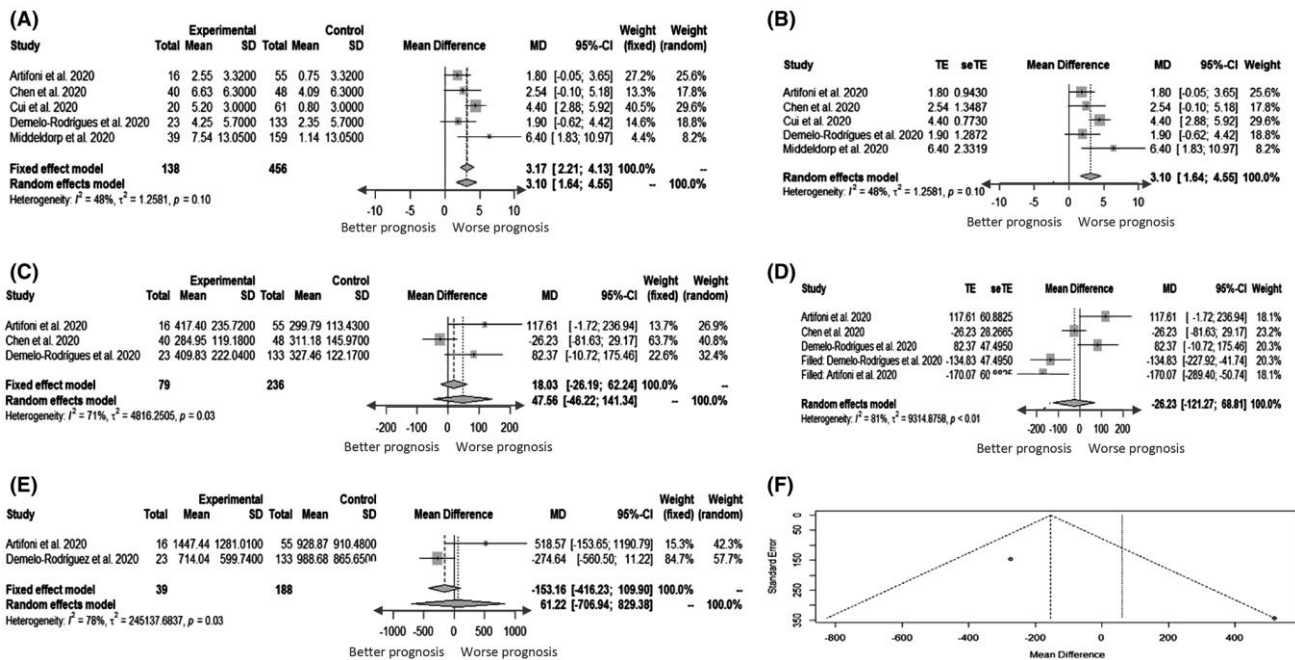 (A)
Experimental Control Weight Weight
Study Total Mean SD Total Mean SD Mean Difference MD 95%-CI (fixed) (random)
Artifoni et al. 2020 16 2.55 3.3200 55 0.75 3.3200 1.80 [-0.05; 3.65] 27.2% 25.6%
Chen et al. 2020 40 6.63 6.3000 48 4.09 6.3000 2.54 [-0.10; 5.18] 13.3% 17.8%
Cui et al. 2020 20 5.20 3.0000 61 0.80 3.0000 4.40 [2.88; 5.92] 40.5% 29.6%
Demelo-Rodrigues et al. 2020 23 4.25 5.7000 133 2.35 5.7000 1.90 [-0.62; 4.42] 14.6% 18.8%
Middeldorp et al. 2020 39 7.54 13.0500 159 1.14 13.0500 6.40 [1.83; 10.97] 4.4% 8.2%
Fixed effect model 138 456 3.17 [2.21; 4.13] 100.0% --
Random effects model 3.10 [1.64; 4.55] -- 100.0%
Heterogeneity: I² = 48%, τ² = 1.2581, p = 0.10
-10 -5 0 5 10
Better prognosis Worse prognosis
(B)
Study TE seTE Mean Difference MD 95%-CI Weight
Artifoni et al. 2020 1.80 0.9430 1.80 [-0.05; 3.65] 25.6%
Chen et al. 2020 2.54 1.3487 2.54 [-0.10; 5.18] 17.8%
Cui et al. 2020 4.40 0.7730 4.40 [2.88; 5.92] 29.6%
Demelo-Rodrigues et al. 2020 1.90 1.2872 1.90 [-0.62; 4.42] 18.8%
Middeldorp et al. 2020 6.40 2.3319 6.40 [1.83; 10.97] 8.2%
Random effects model 3.10 [1.64; 4.55] 100.0%
Heterogeneity: I² = 48%, τ² = 1.2581, p = 0.10
-10 -5 0 5 10
Better prognosis Worse prognosis
(C)
Experimental Control Weight Weight
Study Total Mean SD Total Mean SD Mean Difference MD 95%-CI (fixed) (random)
Artifoni et al. 2020 16 417.40 235.7200 55 299.79 113.4300 117.61 [-1.72; 236.94] 13.7% 26.9%
Chen et al. 2020 40 284.95 119.1800 48 311.18 145.9700 -26.23 [-81.63; 29.17] 63.7% 40.8%
Demelo-Rodrigues et al. 2020 23 409.83 222.0400 133 327.46 122.1700 82.37 [-10.72; 175.46] 22.6% 32.4%
Fixed effect model 79 236 18.03 [-26.19; 62.24] 100.0% --
Random effects model 47.56 [-46.22; 141.34] -- 100.0%
Heterogeneity: I² = 71%, τ² = 4816.2505, p = 0.03
-200 -100 0 100 200
Better prognosis Worse prognosis
(D)
Study TE seTE Mean Difference MD 95%-CI Weight
Artifoni et al. 2020 117.61 60.8825 117.61 [-1.72; 236.94] 18.1%
Chen et al. 2020 -26.23 28.2665 -26.23 [-81.63; 29.17] 23.2%
Demelo-Rodrigues et al. 2020 82.37 47.4950 82.37 [-10.72; 175.46] 20.3%
Filled: Demelo-Rodrigues et al. 2020 -134.83 47.4950 -134.83 [-227.92; -41.74] 20.3%
Filled: Artifoni et al. 2020 -170.07 60.8825 -170.07 [-289.40; -50.74] 18.1%
Random effects model -26.23 [-121.27; 68.81] 100.0%
Heterogeneity: I² = 81%, τ² = 9314.8758, p < 0.01
-200 -100 0 100 200
Better prognosis Worse prognosis
(E)
Experimental Control Weight Weight
Study Total Mean SD Total Mean SD Mean Difference MD 95%-CI (fixed) (random)
Artifoni et al. 2020 16 1447.44 1281.0100 55 928.87 910.4800 518.57 [-153.65; 1190.79] 15.3% 42.3%
Demelo-Rodríguez et al. 2020 23 714.04 599.7400 133 988.68 865.6500 -274.64 [-560.50; 11.22] 84.7% 57.7%
Fixed effect model 39 188 -153.16 [-416.23; 109.90] 100.0% --
Random effects model 61.22 [-706.94; 829.38] -- 100.0%
Heterogeneity: I² = 78%, τ² = 245137.6837, p = 0.03
-1000 -500 0 500 1000
Better prognosis Worse prognosis
(F)
Standard Error
0
50
150
250
350
-800 -600 -400 -200 0 200 400
Mean Difference